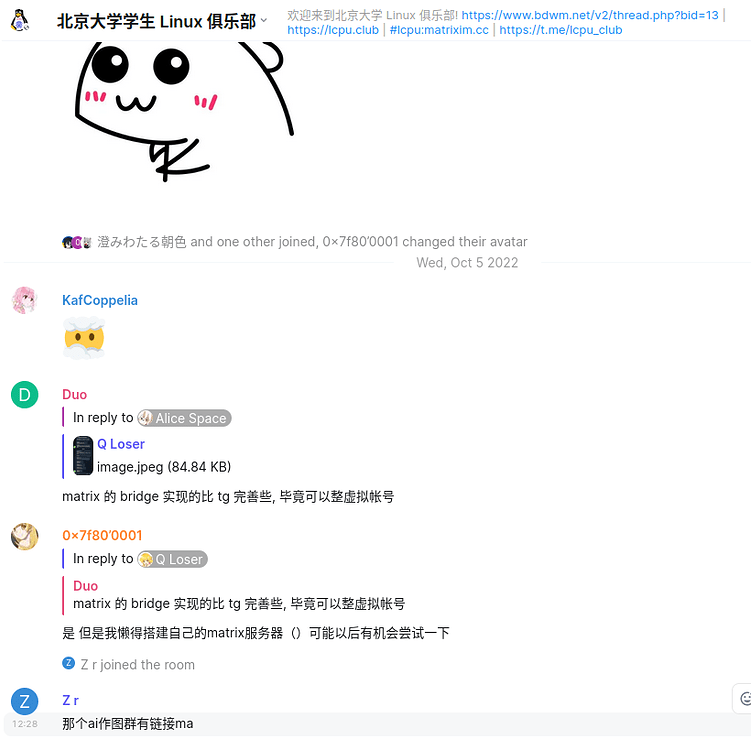 北京大学学生 Linux 俱乐部
欢迎来到北京大学 Linux 俱乐部! https://www.bdwm.net/v2/thread.php?bid=13 |
https://lcpu.club | #lcpu:matrixim.cc | https://t.me/lcpu_club
澄みわたる朝色 and one other joined, 0x7f80’0001 changed their avatar
Wed, Oct 5 2022
KafCoppelia
D
Duo
In reply to Alice Space
Q Loser
image.jpeg (84.84 KB)
matrix 的 bridge 实现的比 tg 完善些, 毕竟可以整虚拟帐号
0x7f80’0001
In reply to Q Loser
Duo
matrix 的 bridge 实现的比 tg 完善些, 毕竟可以整虚拟帐号
是 但是我懒得搭建自己的matrix服务器（）可能以后有机会尝试一下
Z Z r joined the room
Z
Z r
12:28 那个ai作图群有链接ma